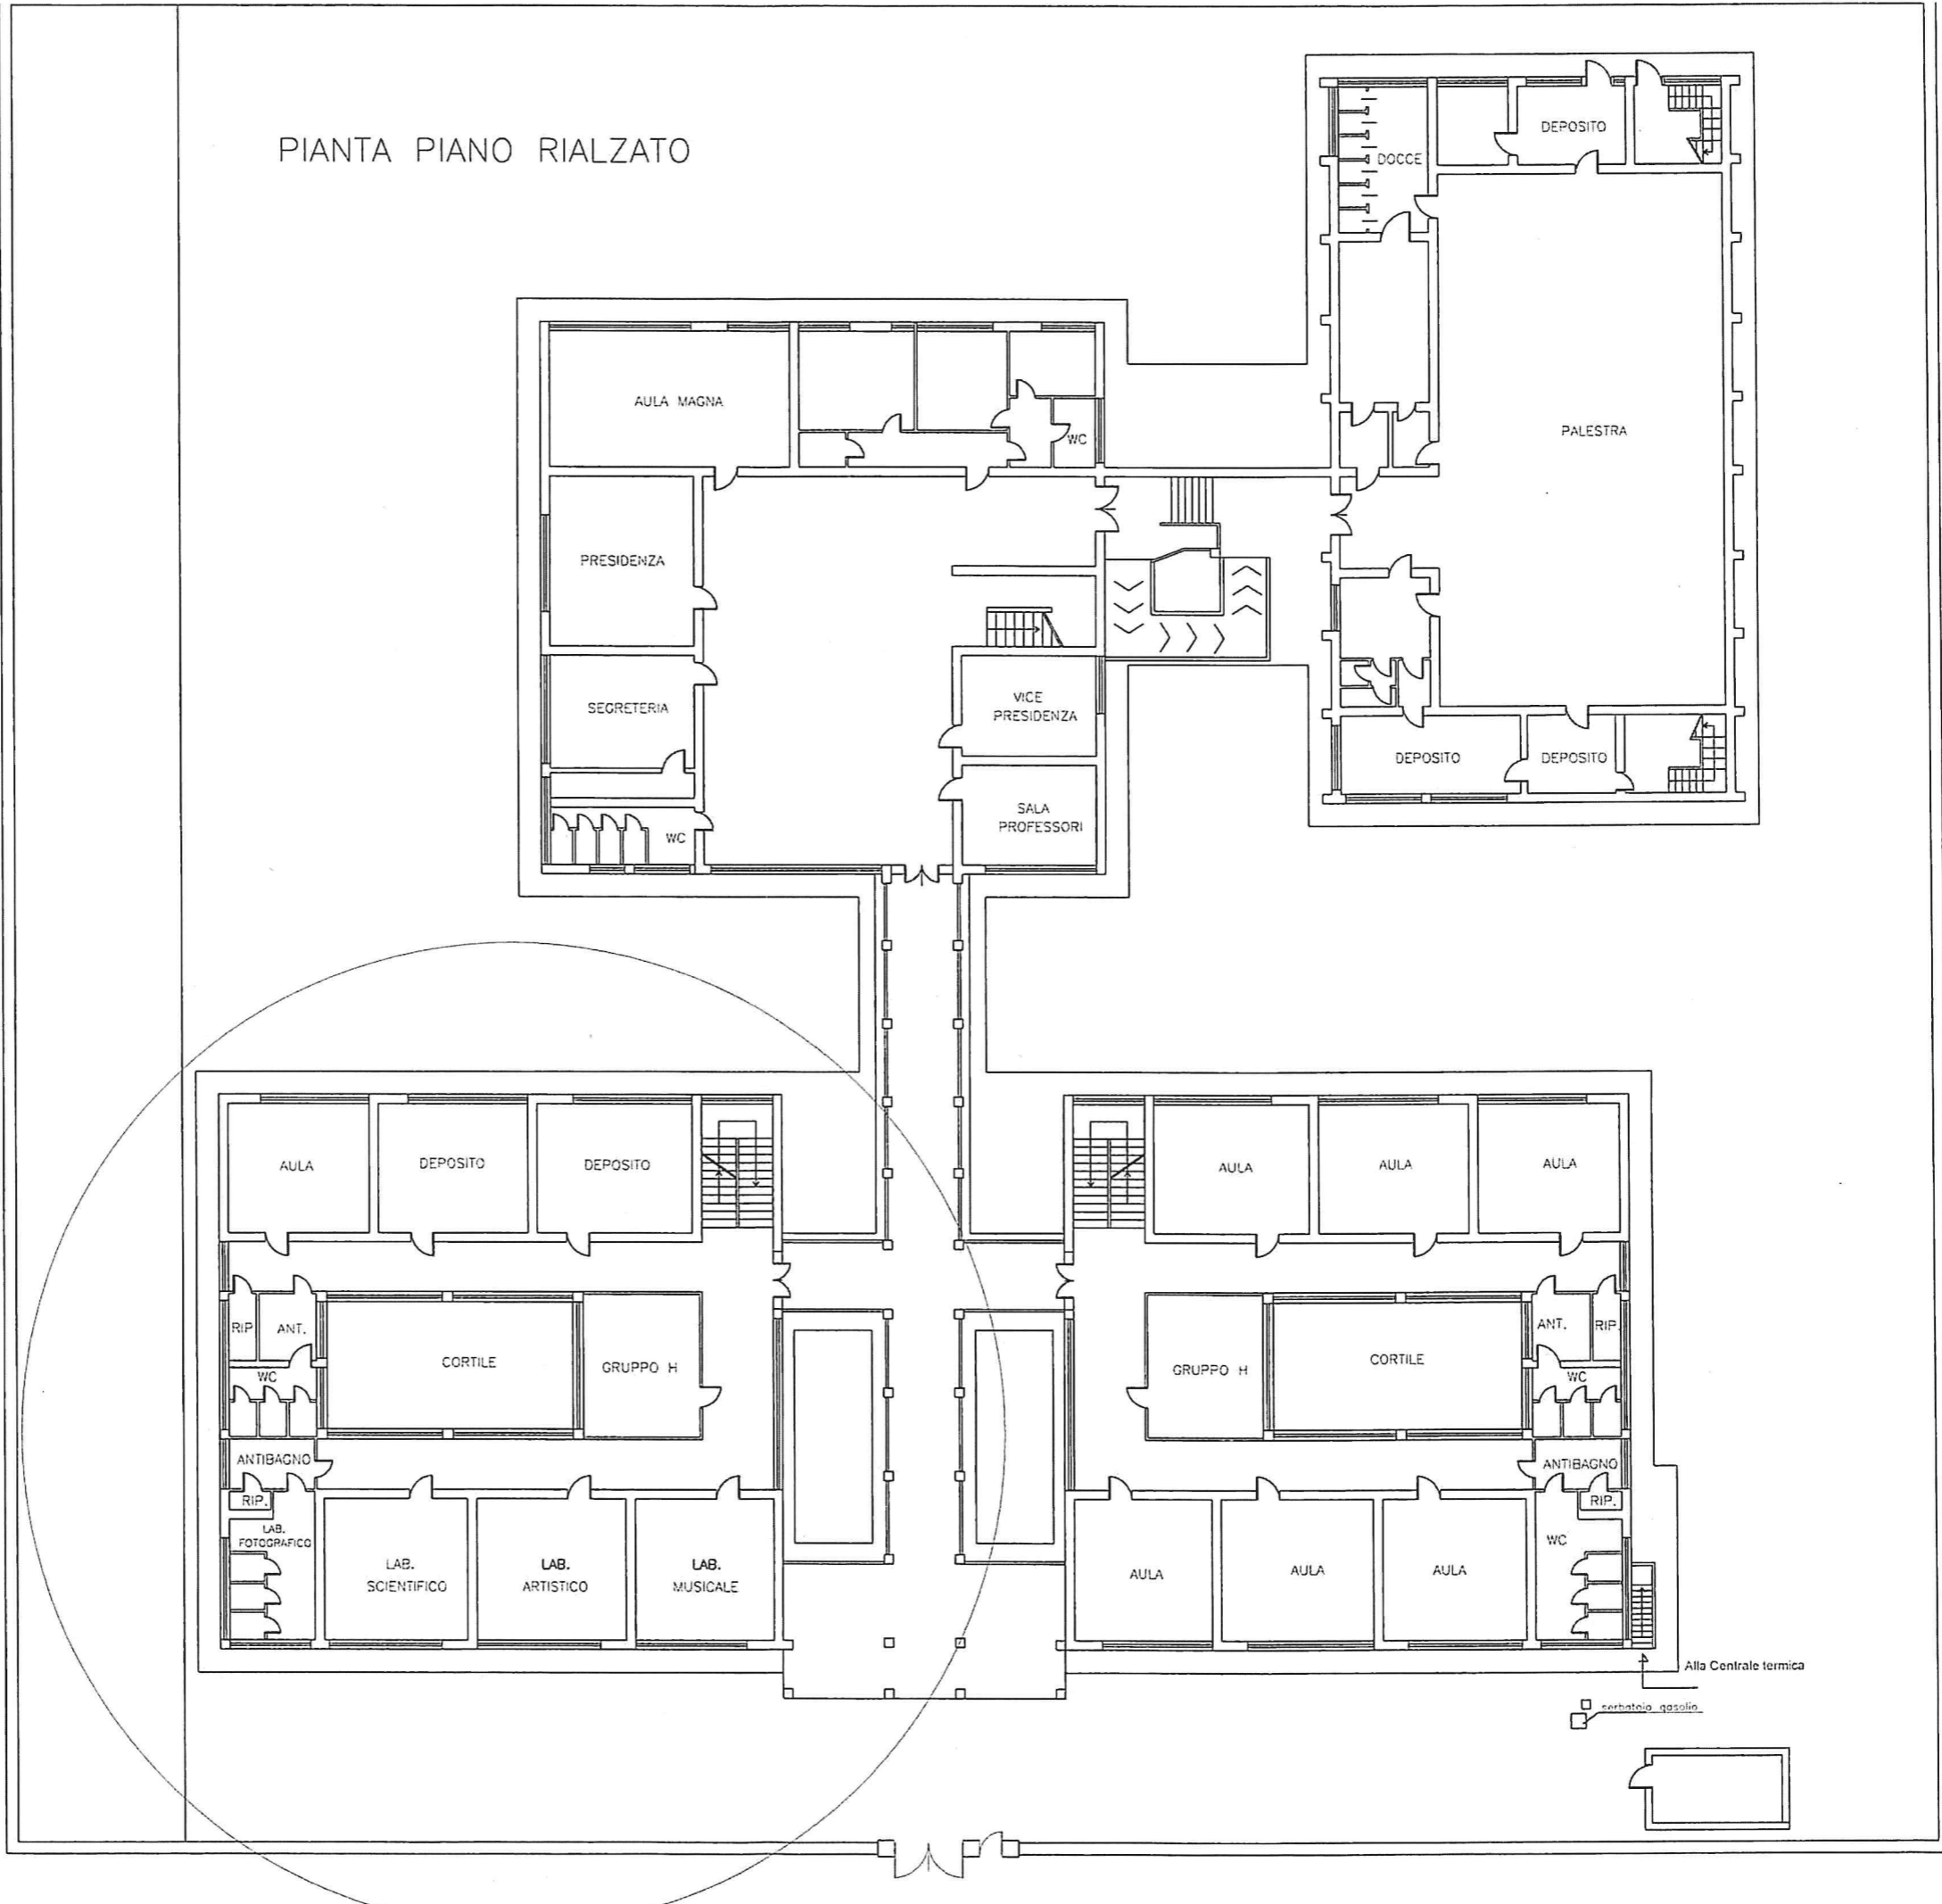 PIANTA PIANO RIALZATO
DEPOSITO
DOCCE
AULA MAGNA
WC
PALESTRA
PRESIDENZA
SEGRETERIA
VICE
PRESIDENZA
DEPOSITO
DEPOSITO
SALA
PROFESSORI
WC
AULA
DEPOSITO
DEPOSITO
AULA
AULA
AULA
RIP
ANT.
CORTILE
GRUPPO H
WC
GRUPPO H
CORTILE
ANT.
RIP.
WC
ANTIBAGNO
RIP.
LAB.
FOTOGRAFICO
LAB.
SCIENTIFICO
LAB.
ARTISTICO
LAB.
MUSICALE
ANTIBAGNO
RIP.
WC
AULA
AULA
AULA
Alla Centrale termica
serbatoio gasolio